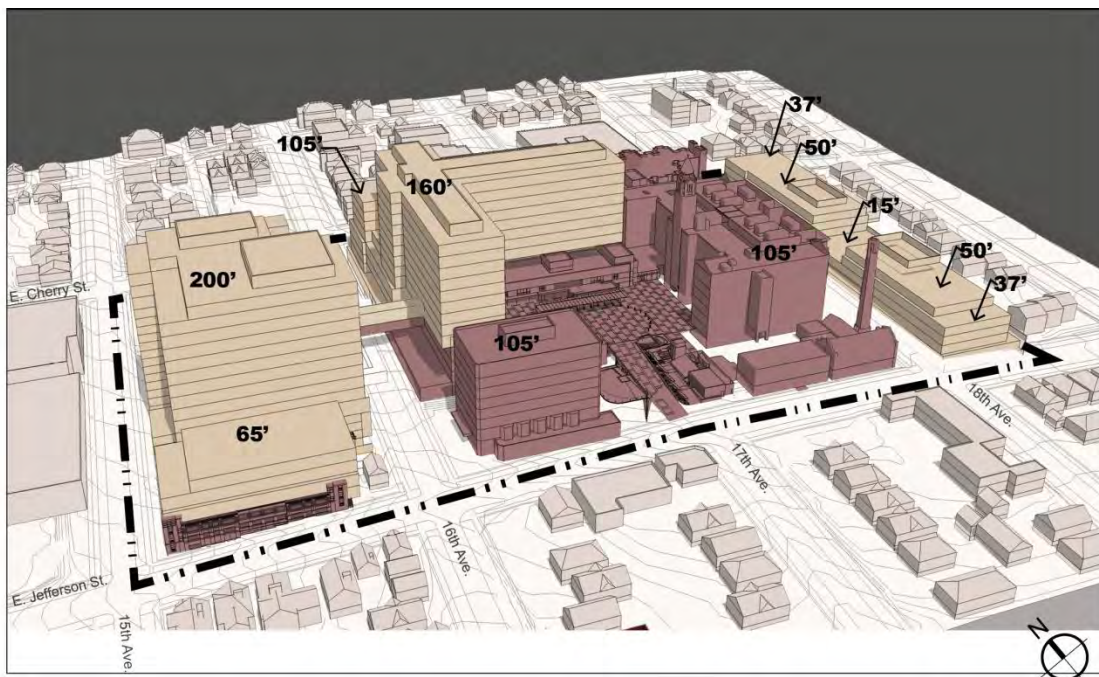 37'
50'
105'
160'
15'
105'
200'
E. Cherry St.
50'
37'
105'
65'
18th Ave.
17th Ave.
16th Ave.
E. Jefferson St.
15th Ave.
N